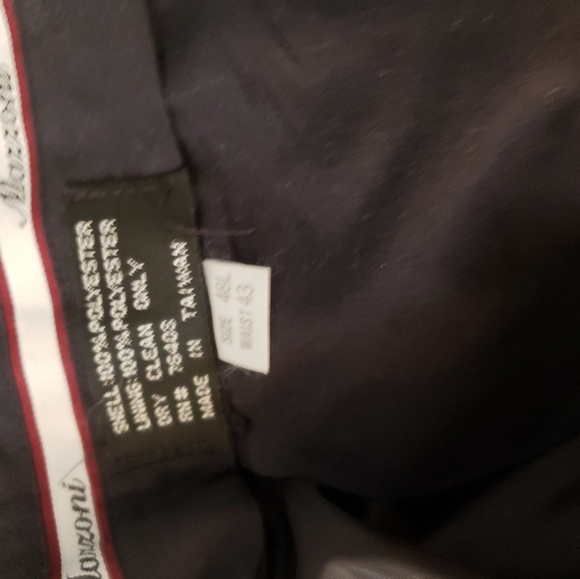 Manzoni
SHELL:100%POLYESTER
LINING:100%POLYESTER
DRY CLEAN ONLY
RN# 75408
MADE IN TAIWAN
SIZE 48L
WAIST 43
Manzoni